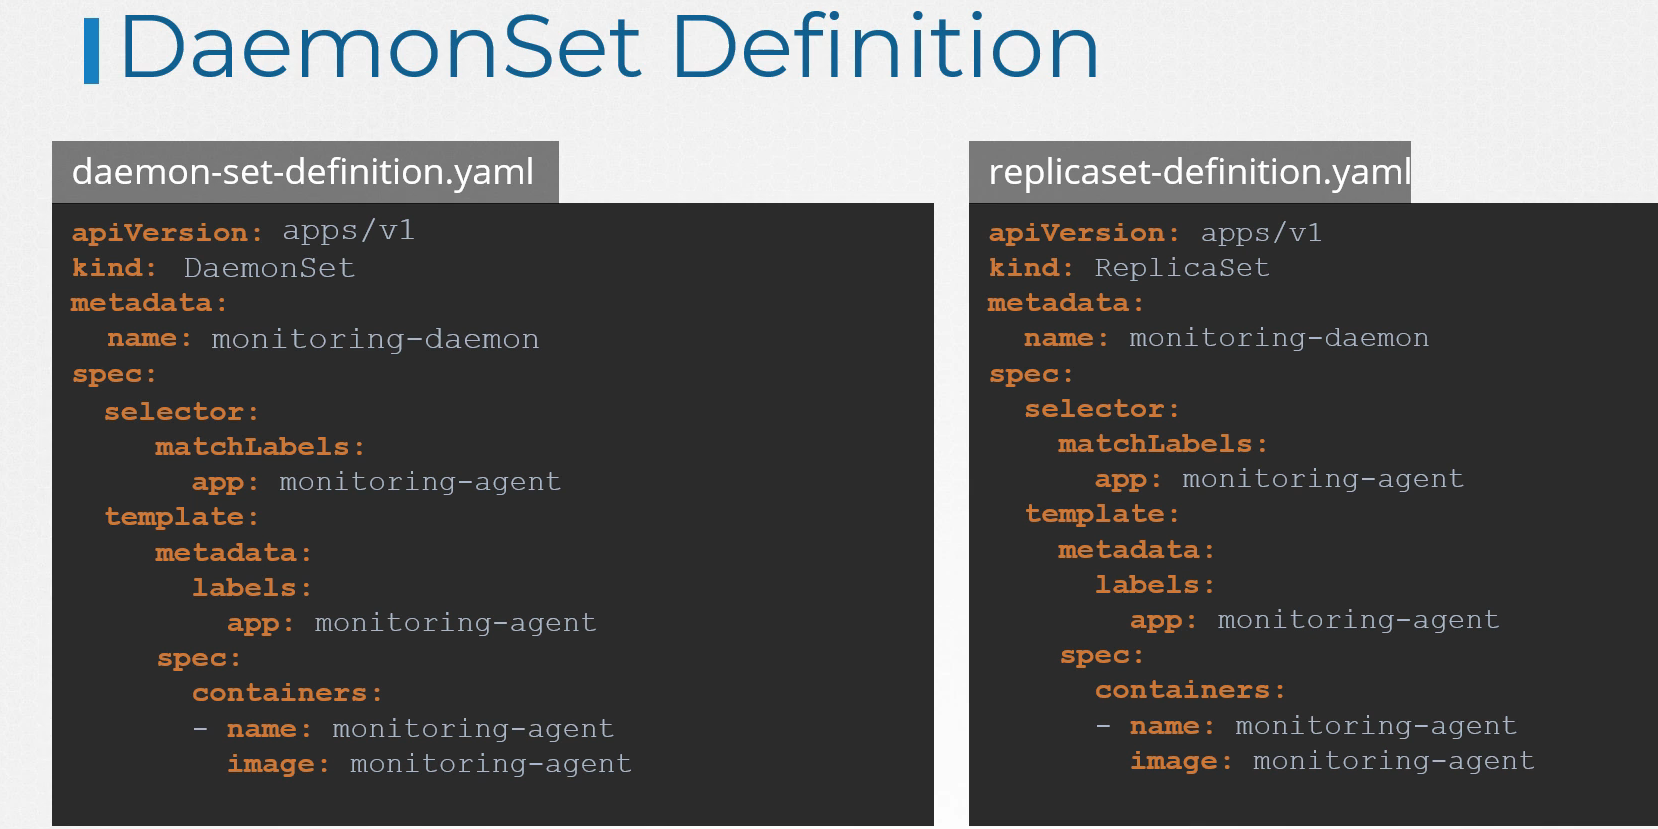 DaemonSet Definition
daemon-set-definition.yaml
apiVersion: apps/v1
kind: DaemonSet
metadata:
  name: monitoring-daemon
spec:
  selector:
    matchLabels:
      app: monitoring-agent
  template:
    metadata:
      labels:
        app: monitoring-agent
    spec:
      containers:
      - name: monitoring-agent
        image: monitoring-agent
replicaset-definition.yaml
apiVersion: apps/v1
kind: ReplicaSet
metadata:
  name: monitoring-daemon
spec:
  selector:
    matchLabels:
      app: monitoring-agent
  template:
    metadata:
      labels:
        app: monitoring-agent
    spec:
      containers:
      - name: monitoring-agent
        image: monitoring-agent